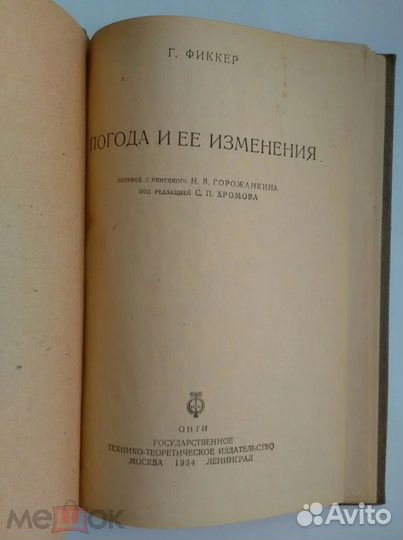 Г. ФИККЕР
ПОГОДА И ЕЕ ИЗМЕНЕНИЯ
ПЕРЕВОД С НЕМЕЦКОГО Н. В. ГОРОЖАНКИНА
ПОД РЕДАКЦИЕЙ С. П. ХРОМОВА
ОНТИ
ГОСУДАРСТВЕННОЕ
ТЕХНИКО-ТЕОРЕТИЧЕСКОЕ ИЗДАТЕЛЬСТВО
МОСКВА 1934 ЛЕНИНГРАД
мешок
Avito